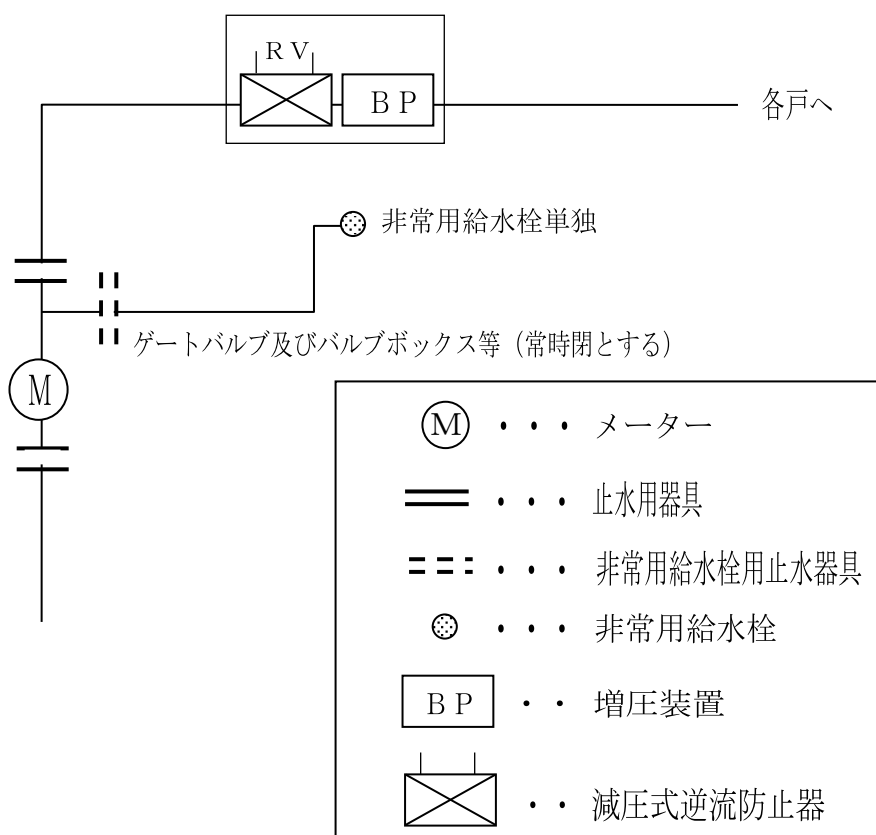 ＲＶ
ＢＰ
各戸へ
非常用給水栓単独
ゲートバルブ及びバルブボックス等（常時閉とする）
M
M ・・・ メーター
・・・ 止水用器具
・・・ 非常用給水栓用止水器具
・・・ 非常用給水栓
ＢＰ ・・ 増圧装置
・・ 減圧式逆流防止器